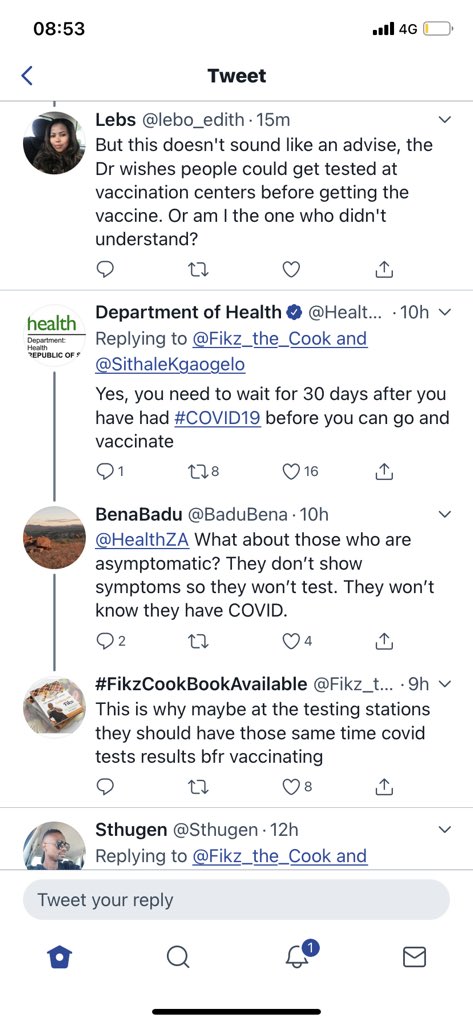 08:53
4G
Tweet
Lebs @lebo_edith · 15m
But this doesn't sound like an advise, the
Dr wishes people could get tested at
vaccination centers before getting the
vaccine. Or am I the one who didn't
understand?
health
Department:
Health
REPUBLIC OF
Department of Health @Healt... · 10h
Replying to @Fikz_the_Cook and
@SithaleKgaogelo
Yes, you need to wait for 30 days after you
have had #COVID19 before you can go and
vaccinate
1 8 16
BenaBadu @BaduBena · 10h
@HealthZA What about those who are
asymptomatic? They don’t show
symptoms so they won’t test. They won’t
know they have COVID.
2 4
#FikzCookBookAvailable @Fikz_t... · 9h
This is why maybe at the testing stations
they should have those same time covid
tests results bfr vaccinating
8
Sthugen @Sthugen · 12h
Replying to @Fikz_the_Cook and
Tweet your reply
1